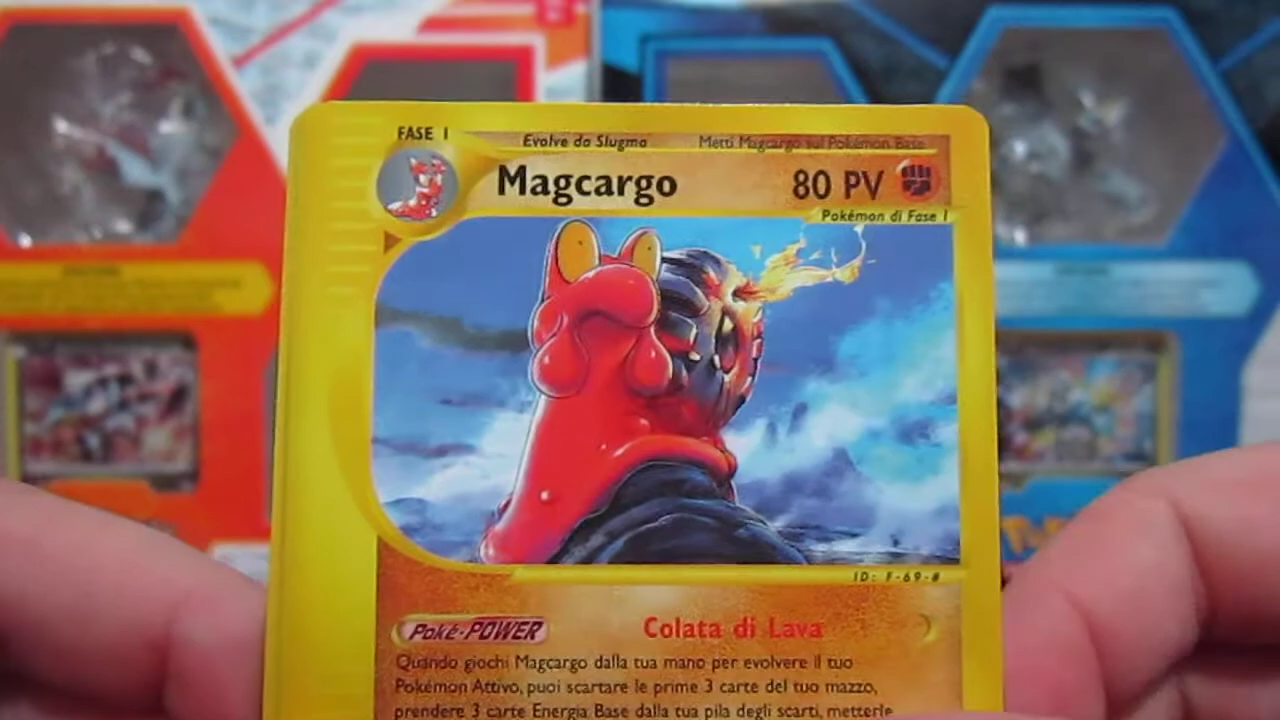 FASE 1
Evolve da Slugma
Metti Magcargo sul Pokémon Base
Magcargo
80 PV
Pokémon di Fase 1
ID: F-69-#
Poké-POWER
Colata di Lava
Quando giochi Magcargo dalla tua mano per evolvere il tuo
Pokémon Attivo, puoi scartare le prime 3 carte del tuo mazzo,
prendere 3 carte Energia Base dalla tua pila degli scarti, metterle